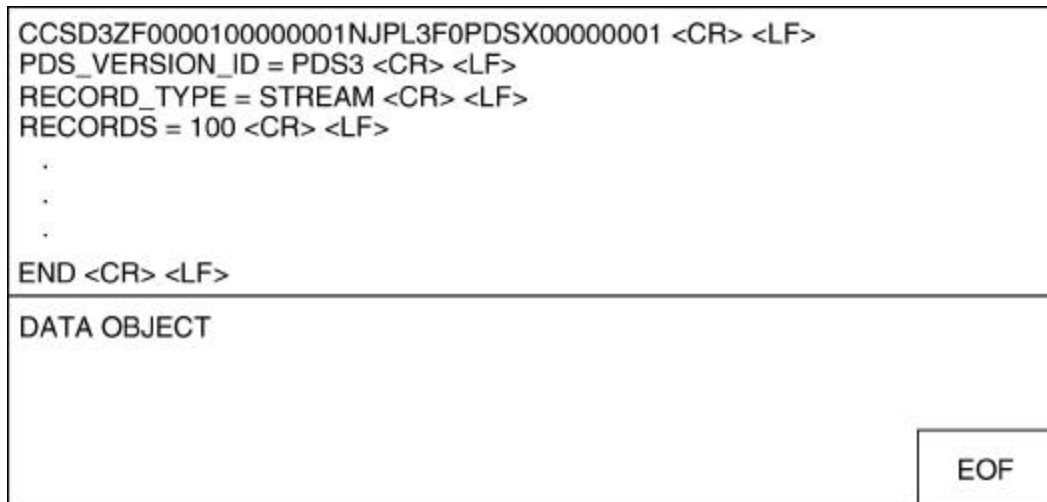 CCSD3ZF0000100000001NJPL3F0PDSX00000001 <CR> <LF>
PDS_VERSION_ID = PDS3 <CR> <LF>
RECORD_TYPE = STREAM <CR> <LF>
RECORDS = 100 <CR> <LF>
.
.
.
END <CR> <LF>
DATA OBJECT
EOF